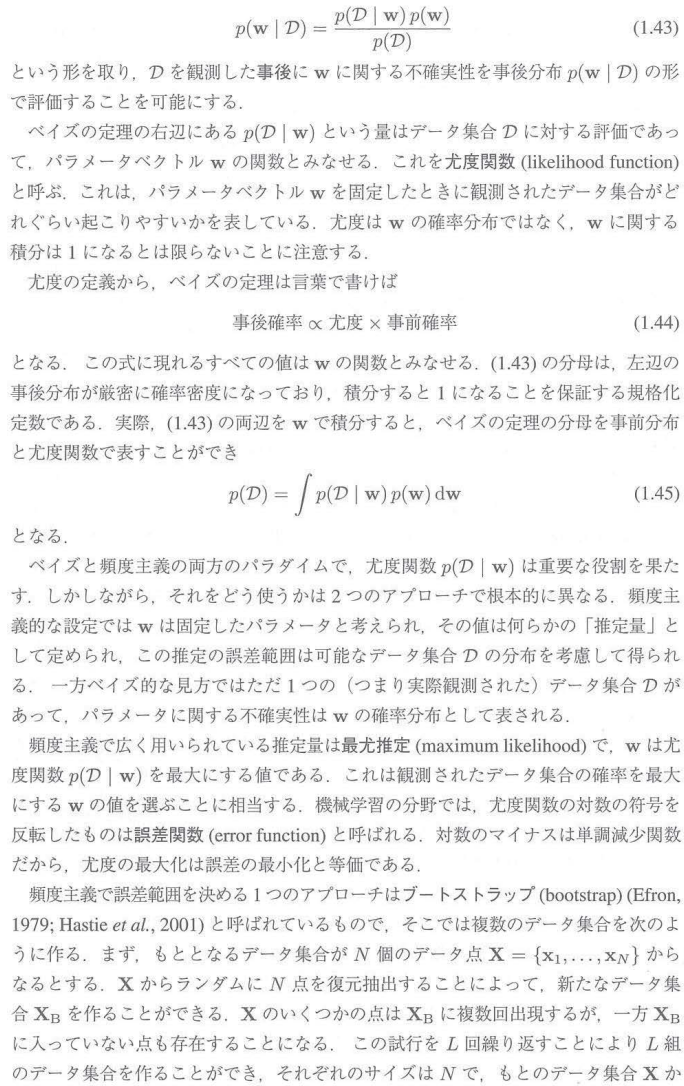 p(w | D) = p(D | w) p(w) / p(D) (1.43)
という形を取り，D を観測した事後に w に関する不確実性を事後分布 p(w | D) の形
で評価することを可能にする．
ベイズの定理の右辺にある p(D | w) という量はデータ集合 D に対する評価であっ
て，パラメータベクトル w の関数とみなせる．これを尤度関数 (likelihood function)
と呼ぶ．これは，パラメータベクトル w を固定したときに観測されたデータ集合がど
れぐらい起こりやすいかを表している．尤度は w の確率分布ではなく，w に関する
積分は 1 になるとは限らないことに注意する．
尤度の定義から，ベイズの定理は言葉で書けば
事後確率 ∝ 尤度 × 事前確率 (1.44)
となる． この式に現れるすべての値は w の関数とみなせる．(1.43) の分母は，左辺の
事後分布が厳密に確率密度になっており，積分すると 1 になることを保証する規格化
定数である．実際，(1.43) の両辺を w で積分すると，ベイズの定理の分母を事前分布
と尤度関数で表すことができ
p(D) = ∫ p(D | w) p(w) dw (1.45)
となる．
ベイズと頻度主義の両方のパラダイムで，尤度関数 p(D | w) は重要な役割を果た
す．しかしながら，それをどう使うかは 2 つのアプローチで根本的に異なる．頻度主
義的な設定では w は固定したパラメータと考えられ，その値は何らかの「推定量」と
して定められ，この推定の誤差範囲は可能なデータ集合 D の分布を考慮して得られ
る． 一方ベイズ的な見方ではただ 1 つの（つまり実際観測された）データ集合 D が
あって，パラメータに関する不確実性は w の確率分布として表される．
頻度主義で広く用いられている推定量は最尤推定 (maximum likelihood) で，w は尤
度関数 p(D | w) を最大にする値である．これは観測されたデータ集合の確率を最大
にする w の値を選ぶことに相当する．機械学習の分野では，尤度関数の対数の符号を
反転したものは誤差関数 (error function) と呼ばれる．対数のマイナスは単調減少関数
だから，尤度の最大化は誤差の最小化と等価である．
頻度主義で誤差範囲を決める 1 つのアプローチはブートストラップ (bootstrap) (Efron,
1979; Hastie et al., 2001) と呼ばれているもので，そこでは複数のデータ集合を次のよ
うに作る．まず，もととなるデータ集合が N 個のデータ点 X = {x₁, . . . , x_N} から
なるとする．X からランダムに N 点を復元抽出することによって，新たなデータ集
合 X_B を作ることができる．X のいくつかの点は X_B に複数回出現するが，一方 X_B
に入っていない点も存在することになる． この試行を L 回繰り返すことにより L 組
のデータ集合を作ることができ，それぞれのサイズは N で，もとのデータ集合 X か